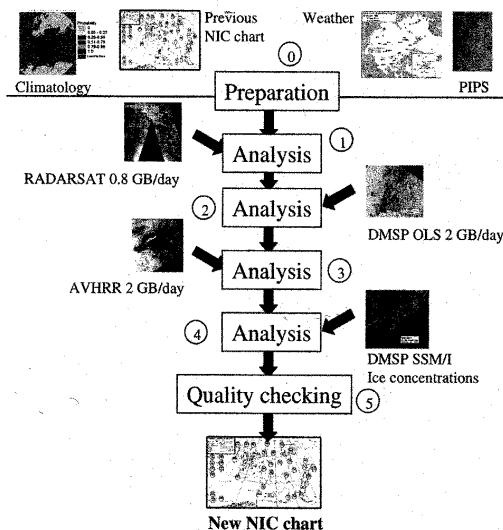 Previous
NIC chart
Weather
Climatology
PIPS
0
Preparation
1
Analysis
RADARSAT 0.8 GB/day
2
Analysis
DMSP OLS 2 GB/day
Analysis
3
AVHRR 2 GB/day
4
Analysis
DMSP SSM/I
Ice concentrations
Quality checking
5
New NIC chart